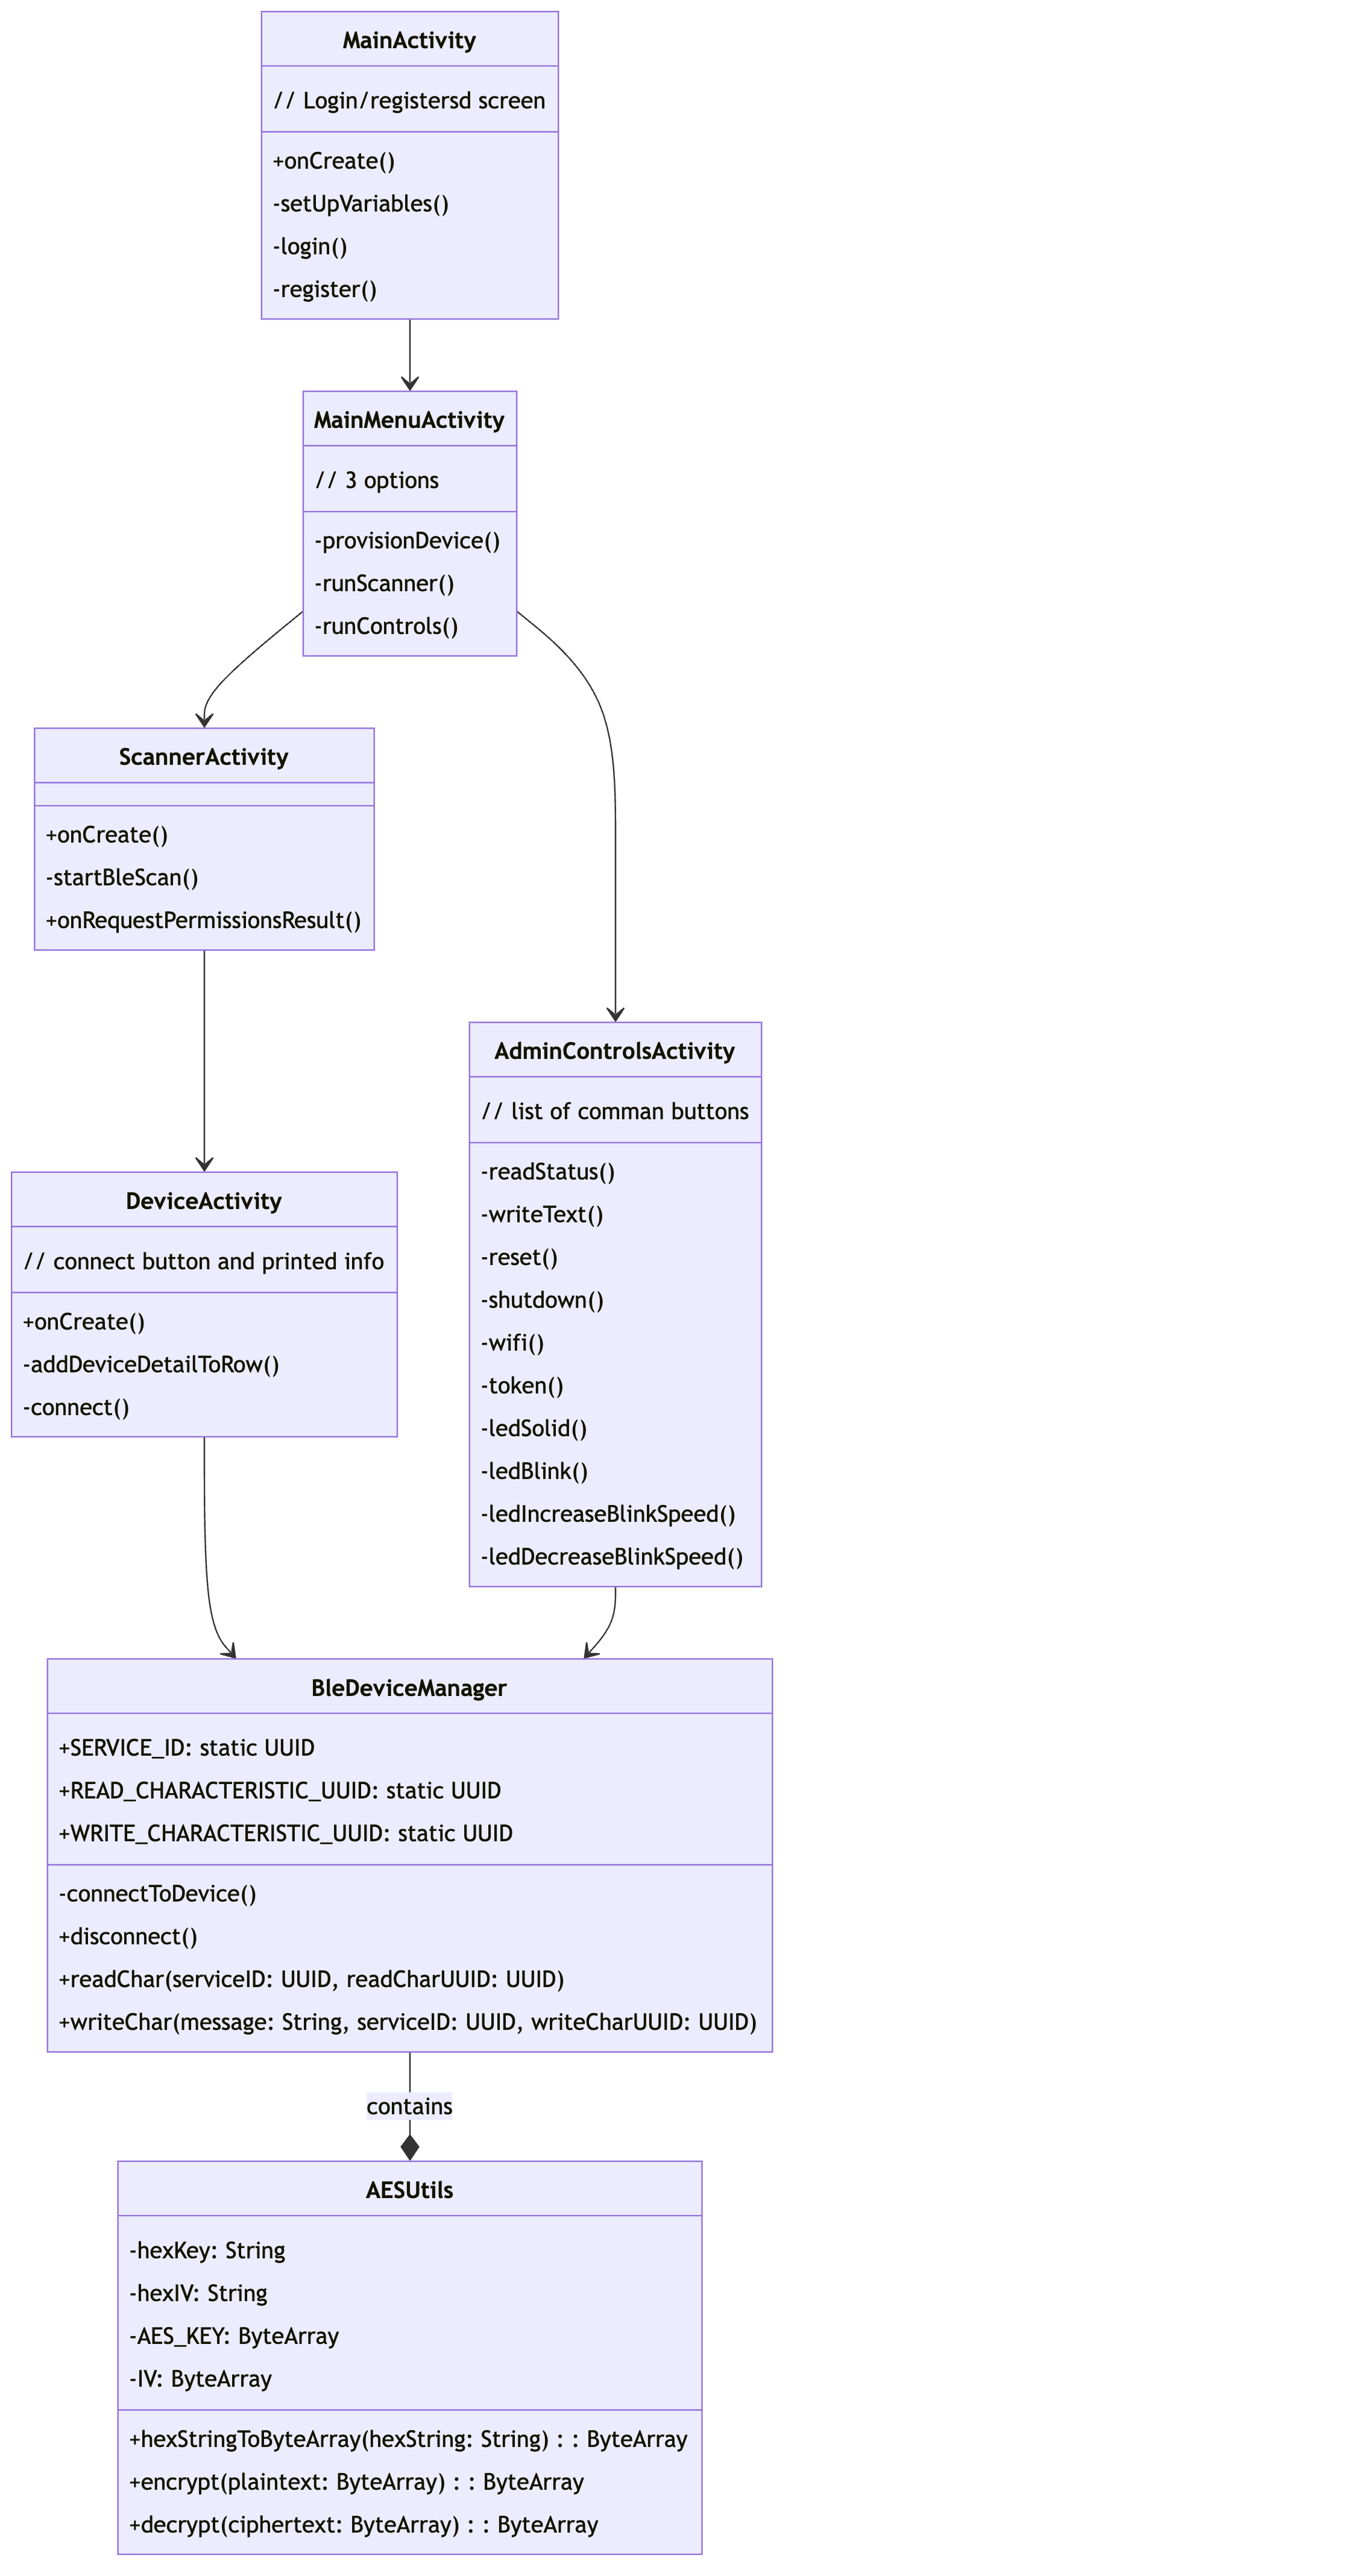 MainActivity
// Login/registersd screen
+onCreate()
-setUpVariables()
-login()
-register()
MainMenuActivity
// 3 options
-provisionDevice()
-runScanner()
-runControls()
ScannerActivity
+onCreate()
-startBleScan()
+onRequestPermissionsResult()
AdminControlsActivity
// list of comman buttons
-readStatus()
-writeText()
-reset()
-shutdown()
-wifi()
-token()
-ledSolid()
-ledBlink()
-ledIncreaseBlinkSpeed()
-ledDecreaseBlinkSpeed()
DeviceActivity
// connect button and printed info
+onCreate()
-addDeviceDetailToRow()
-connect()
BleDeviceManager
+SERVICE_ID: static UUID
+READ_CHARACTERISTIC_UUID: static UUID
+WRITE_CHARACTERISTIC_UUID: static UUID
-connectToDevice()
+disconnect()
+readChar(serviceID: UUID, readCharUUID: UUID)
+writeChar(message: String, serviceID: UUID, writeCharUUID: UUID)
contains
AESUtils
-hexKey: String
-hexIV: String
-AES_KEY: ByteArray
-IV: ByteArray
+hexStringToByteArray(hexString: String) : : ByteArray
+encrypt(plaintext: ByteArray) : : ByteArray
+decrypt(ciphertext: ByteArray) : : ByteArray